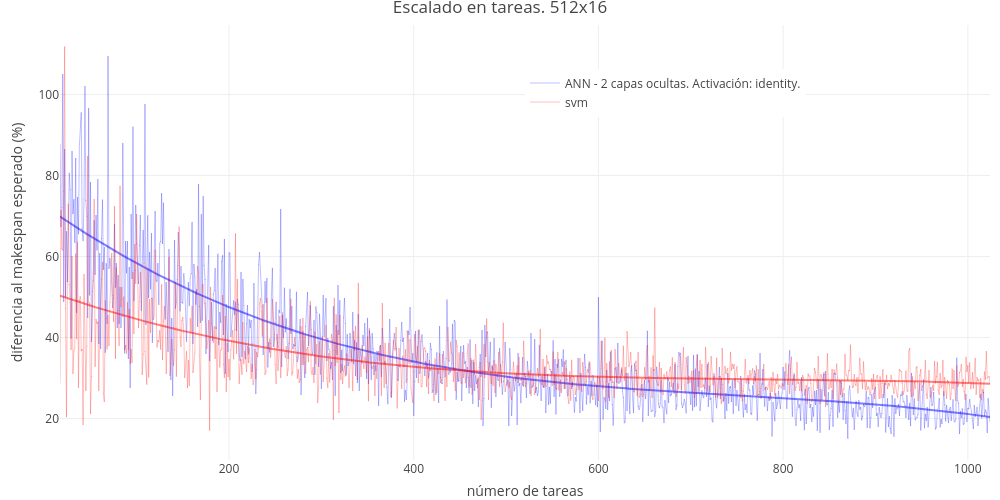 Escalado en tareas. 512x16
ANN - 2 capas ocultas. Activación: identity.
svm
diferencia al makespan esperado (%)
100
80
60
40
20
200
400
600
800
1000
número de tareas